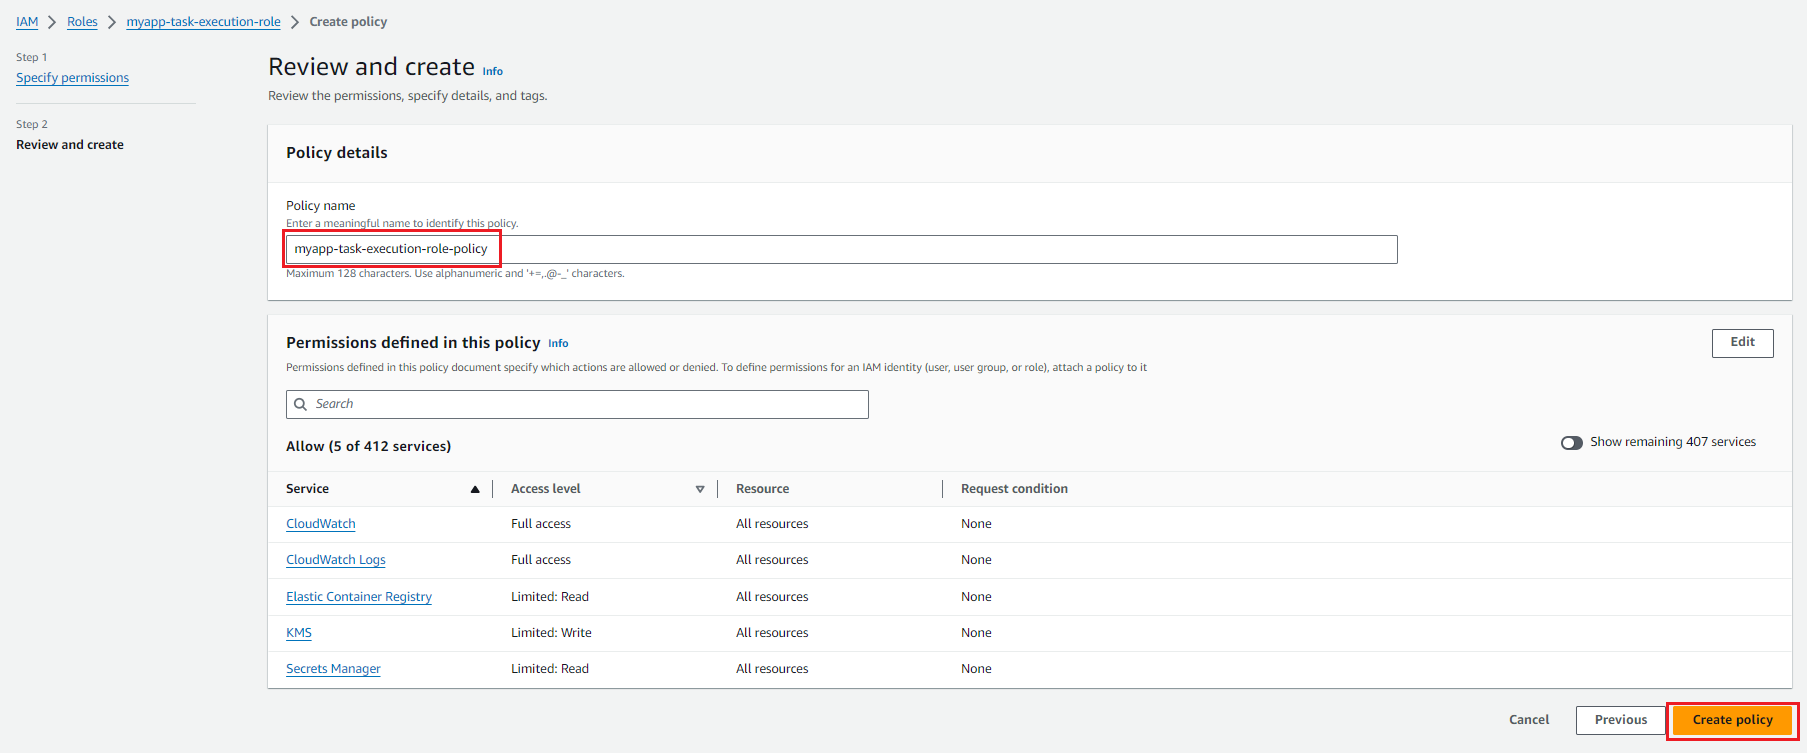 IAM > Roles > myapp-task-execution-role > Create policy
Step 1
Specify permissions
Step 2
Review and create
Review and create Info
Review the permissions, specify details, and tags.
Policy details
Policy name
Enter a meaningful name to identify this policy.
myapp-task-execution-role-policy
Maximum 128 characters. Use alphanumeric and '+=,.@-_' characters.
Permissions defined in this policy Info
Edit
Permissions defined in this policy document specify which actions are allowed or denied. To define permissions for an IAM identity (user, user group, or role), attach a policy to it
Search
Allow (5 of 412 services)
Show remaining 407 services
Service Access level Resource Request condition
CloudWatch Full access All resources None
CloudWatch Logs Full access All resources None
Elastic Container Registry Limited: Read All resources None
KMS Limited: Write All resources None
Secrets Manager Limited: Read All resources None
Cancel Previous Create policy